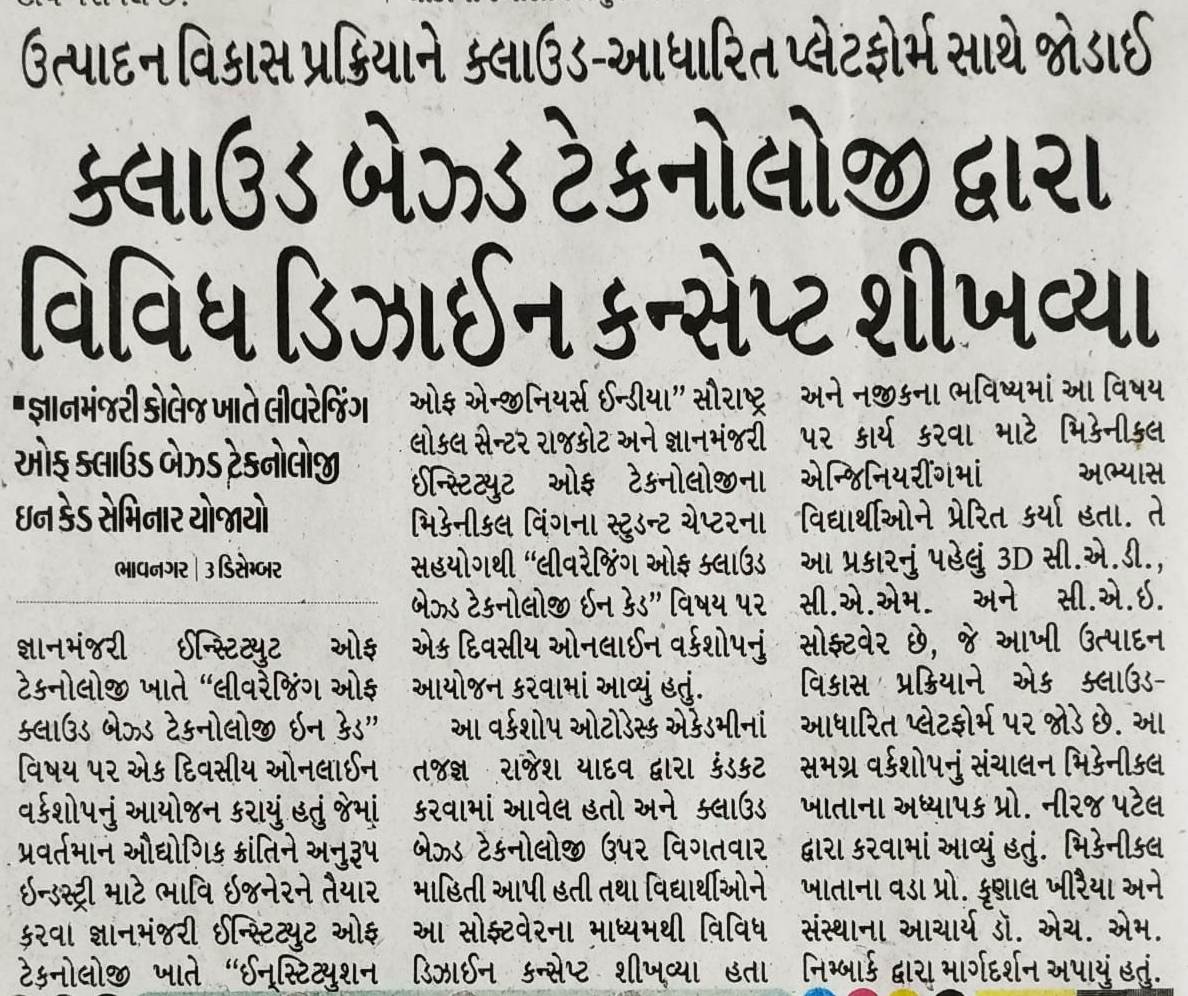 ઉત્પાદન વિકાસ પ્રક્રિયાને ક્લાઉડ-આધારિત પ્લેટફોર્મ સાથે જોડાઈ
ક્લાઉડ બેઝ્ડ ટેકનોલોજી દ્વારા
વિવિધ ડિઝાઈન કન્સેપ્ટ શીખવ્યા
▪જ્ઞાનમંજરી કોલેજ ખાતે લીવરેજિંગ
ઓફ ક્લાઉડ બેઝ્ડ ટેકનોલોજી
ઇન કેડ સેમિનાર યોજાયો
ભાવનગર | 3 ડિસેમ્બર
જ્ઞાનમંજરી ઈન્સ્ટિટ્યુટ ઓફ
ટેકનોલોજી ખાતે “લીવરેજિંગ ઓફ
ક્લાઉડ બેઝ્ડ ટેકનોલોજી ઇન કેડ”
વિષય પર એક દિવસીય ઓનલાઈન
વર્કશોપનું આયોજન કરાયું હતું જેમાં
પ્રવર્તમાન ઔદ્યોગિક ક્રાંતિને અનુરૂપ
ઇન્ડસ્ટ્રી માટે ભાવિ ઇજનેરને તૈયાર
કરવા જ્ઞાનમંજરી ઈન્સ્ટિટ્યુટ ઓફ
ટેકનોલોજી ખાતે “ઈન્સ્ટિટ્યુશન
ઓફ એન્જીનિયર્સ ઈન્ડીયા” સૌરાષ્ટ્ર
લોકલ સૈન્ટર રાજકોટ અને જ્ઞાનમંજરી
ઈન્સ્ટિટ્યુટ ઓફ ટેકનોલોજીના
મિકેનીકલ વિંગના સ્ટુડન્ટ ચેપ્ટરના
સહયોગથી “લીવરેજિંગ ઓફ ક્લાઉડ
બેઝ્ડ ટેકનોલોજી ઇન કેડ” વિષય પર
એક દિવસીય ઓનલાઈન વર્કશોપનું
આયોજન કરવામાં આવ્યું હતું.
આ વર્કશોપ ઓટોડેસ્ક એકેડમીનાં
તજજ્ઞ રાજેશ યાદવ દ્વારા કંડકટ
કરવામાં આવેલ હતો અને ક્લાઉડ
બેઝ્ડ ટેકનોલોજી ઉપર વિગતવાર
માહિતી આપી હતી તથા વિદ્યાર્થીઓને
આ સોફ્ટવેરના માધ્યમથી વિવિધ
ડિઝાઈન કન્સેપ્ટ શીખવ્યા હતા
અને નજીકના ભવિષ્યમાં આ વિષય
પર કાર્ય કરવા માટે મિકેનીકલ
એન્જિનિયરીંગમાં અભ્યાસ
વિદ્યાર્થીઓને પ્રેરિત કર્યા હતા. તે
આ પ્રકારનું પહેલું 3D સી.એ.ડી.,
સી.એ.એમ. અને સી.એ.ઇ.
સોફ્ટવેર છે, જે આખી ઉત્પાદન
વિકાસ પ્રક્રિયાને એક ક્લાઉડ-
આધારિત પ્લેટફોર્મ પર જોડે છે. આ
સમગ્ર વર્કશોપનું સંચાલન મિકેનીકલ
ખાતાના અધ્યાપક પ્રો. નીરજ પટેલ
દ્વારા કરવામાં આવ્યું હતું. મિકેનીકલ
ખાતાના વડા પ્રો. કૃણાલ ખીરૈયા અને
સંસ્થાના આચાર્ય ડૉ. એચ. એમ.
નિમ્બાર્ક દ્વારા માર્ગદર્શન અપાયું હતું.